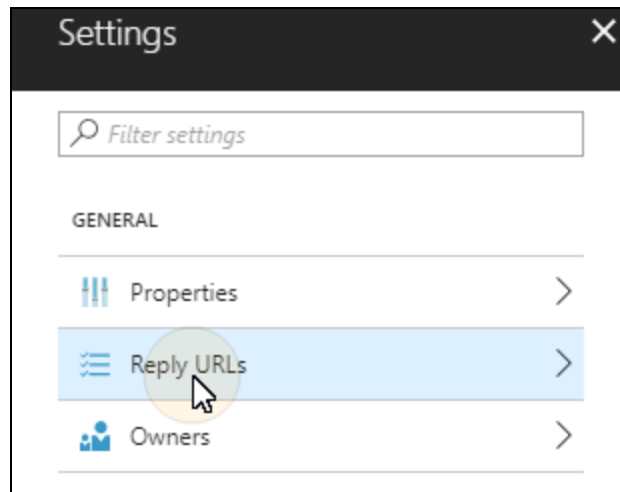 Settings
Filter settings
GENERAL
Properties
Reply URLs
Owners